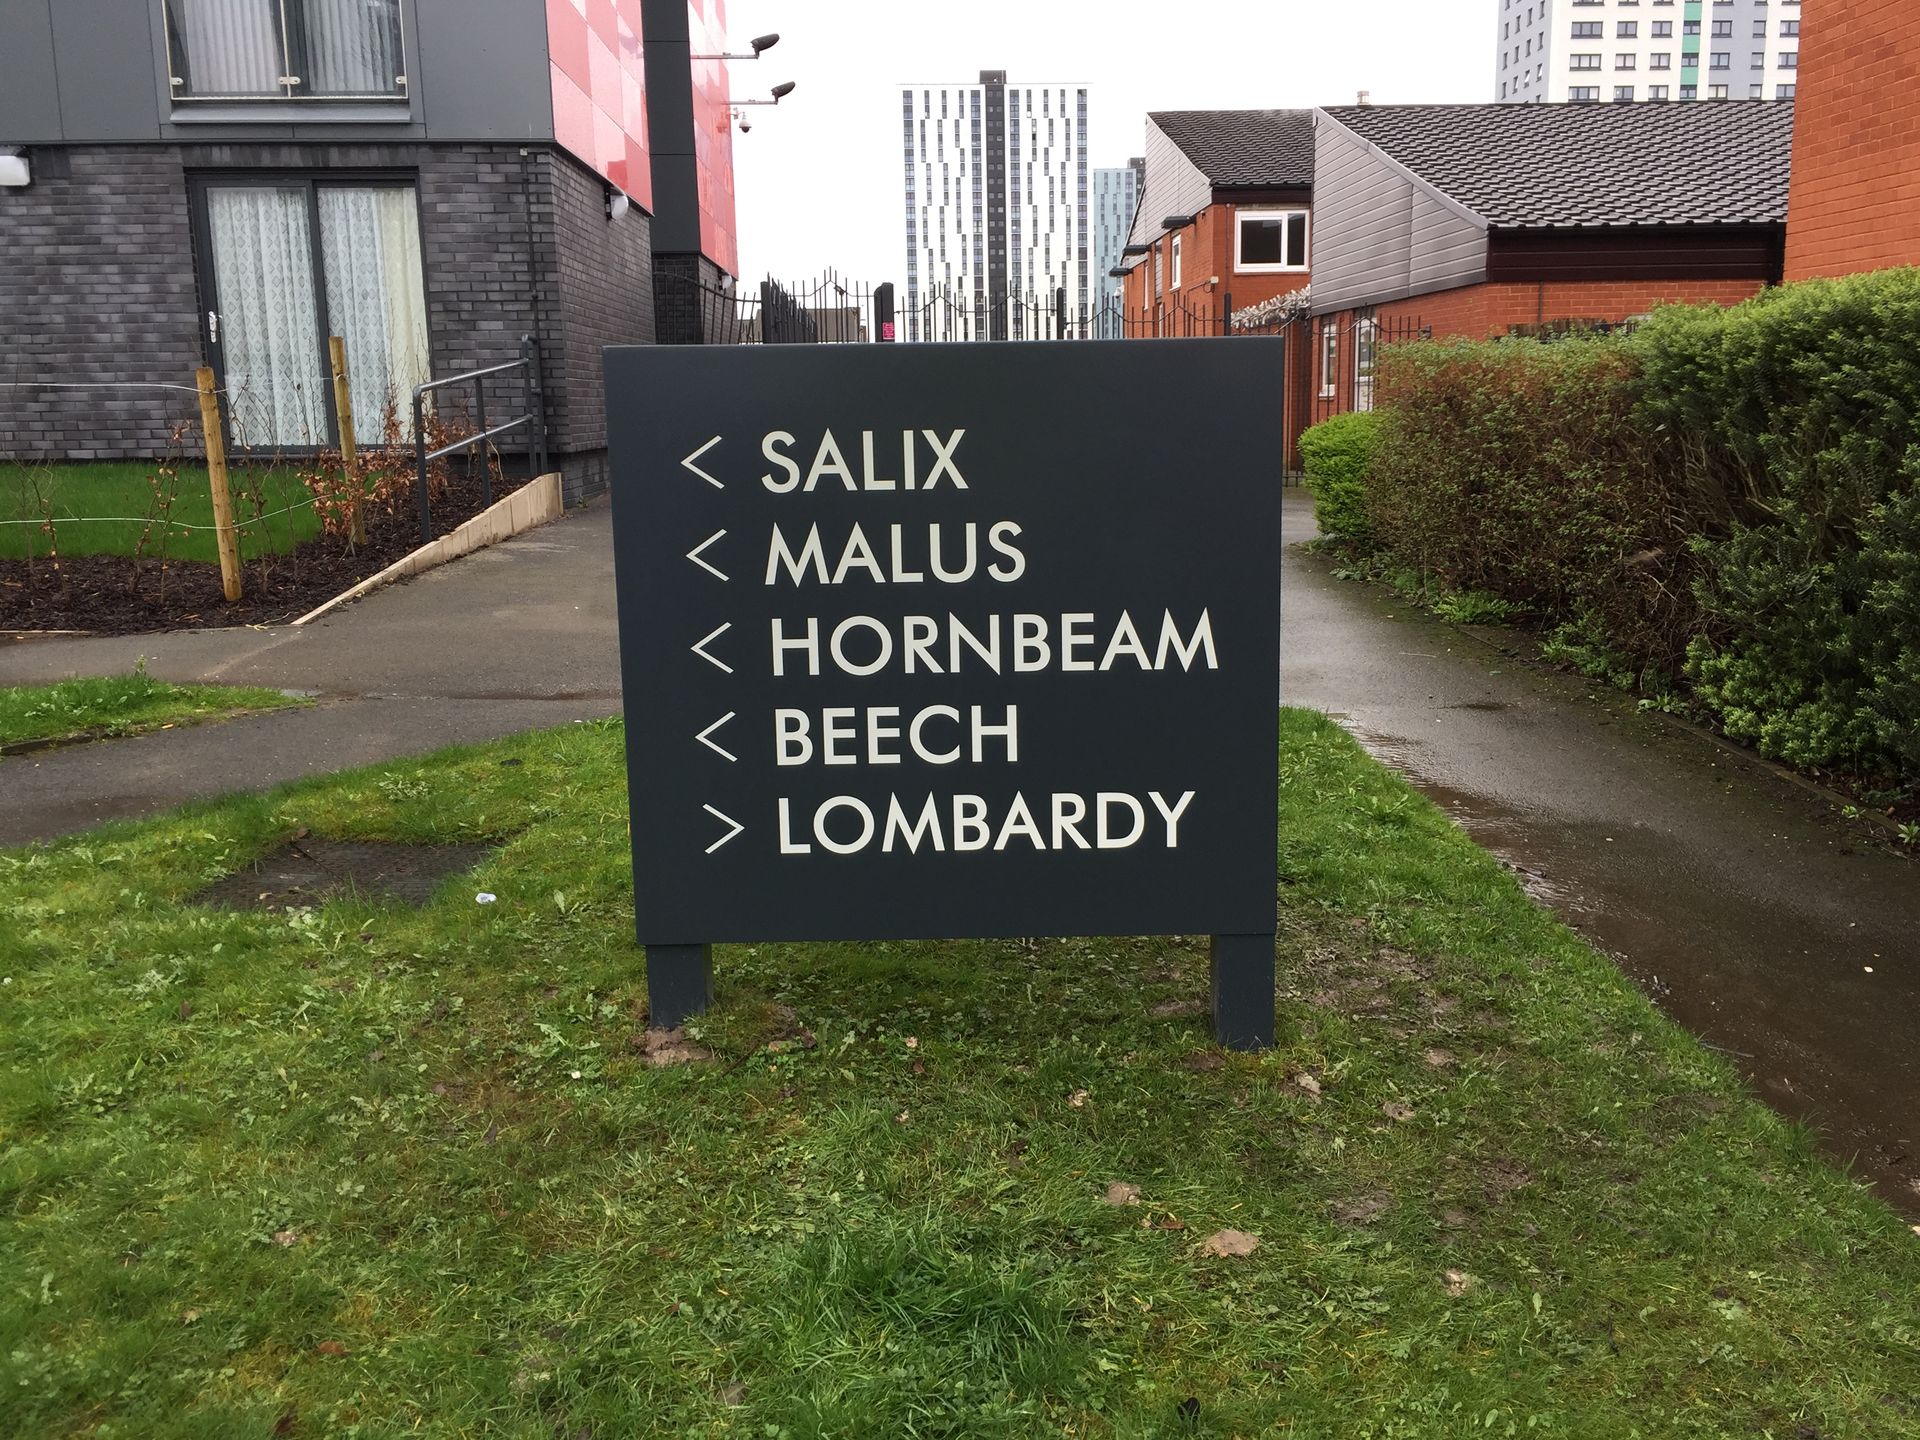 < SALIX
< MALUS
< HORNBEAM
< BEECH
> LOMBARDY